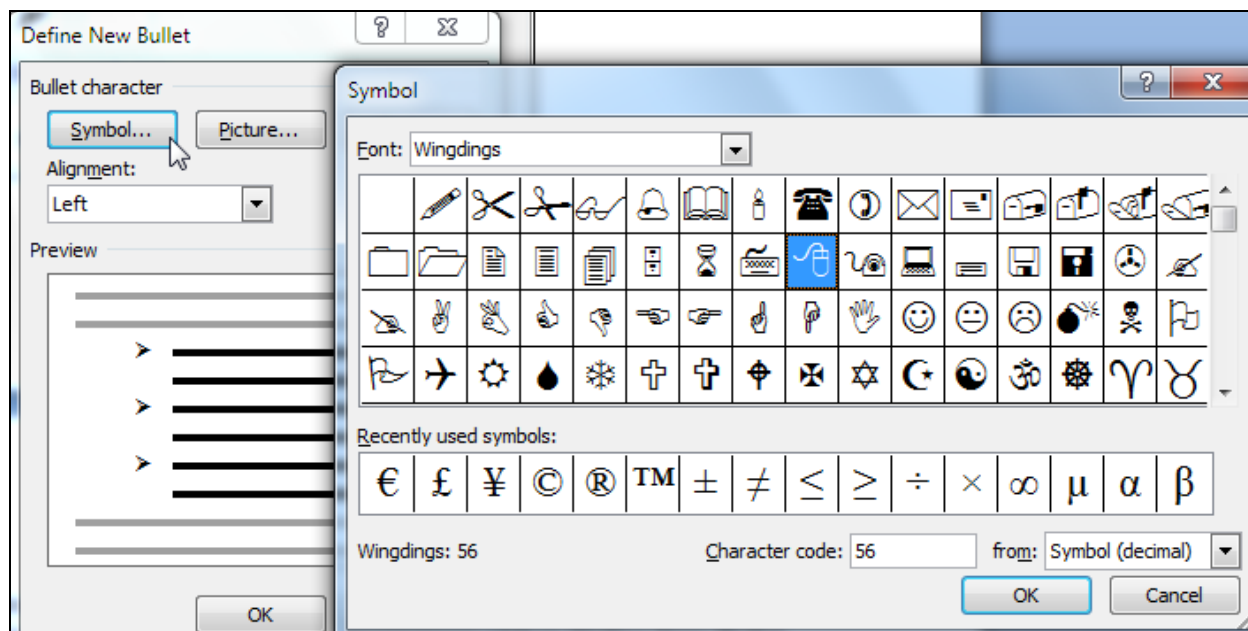 Define New Bullet
Bullet character
Symbol...
Picture...
Alignment:
Left
Preview
OK
Symbol
Font: Wingdings
Recently used symbols:
€ £ ¥ © ® ™ ± ≠ ≤ ≥ ÷ × ∞ µ α β
Wingdings: 56
Character code: 56
from: Symbol (decimal)
OK
Cancel